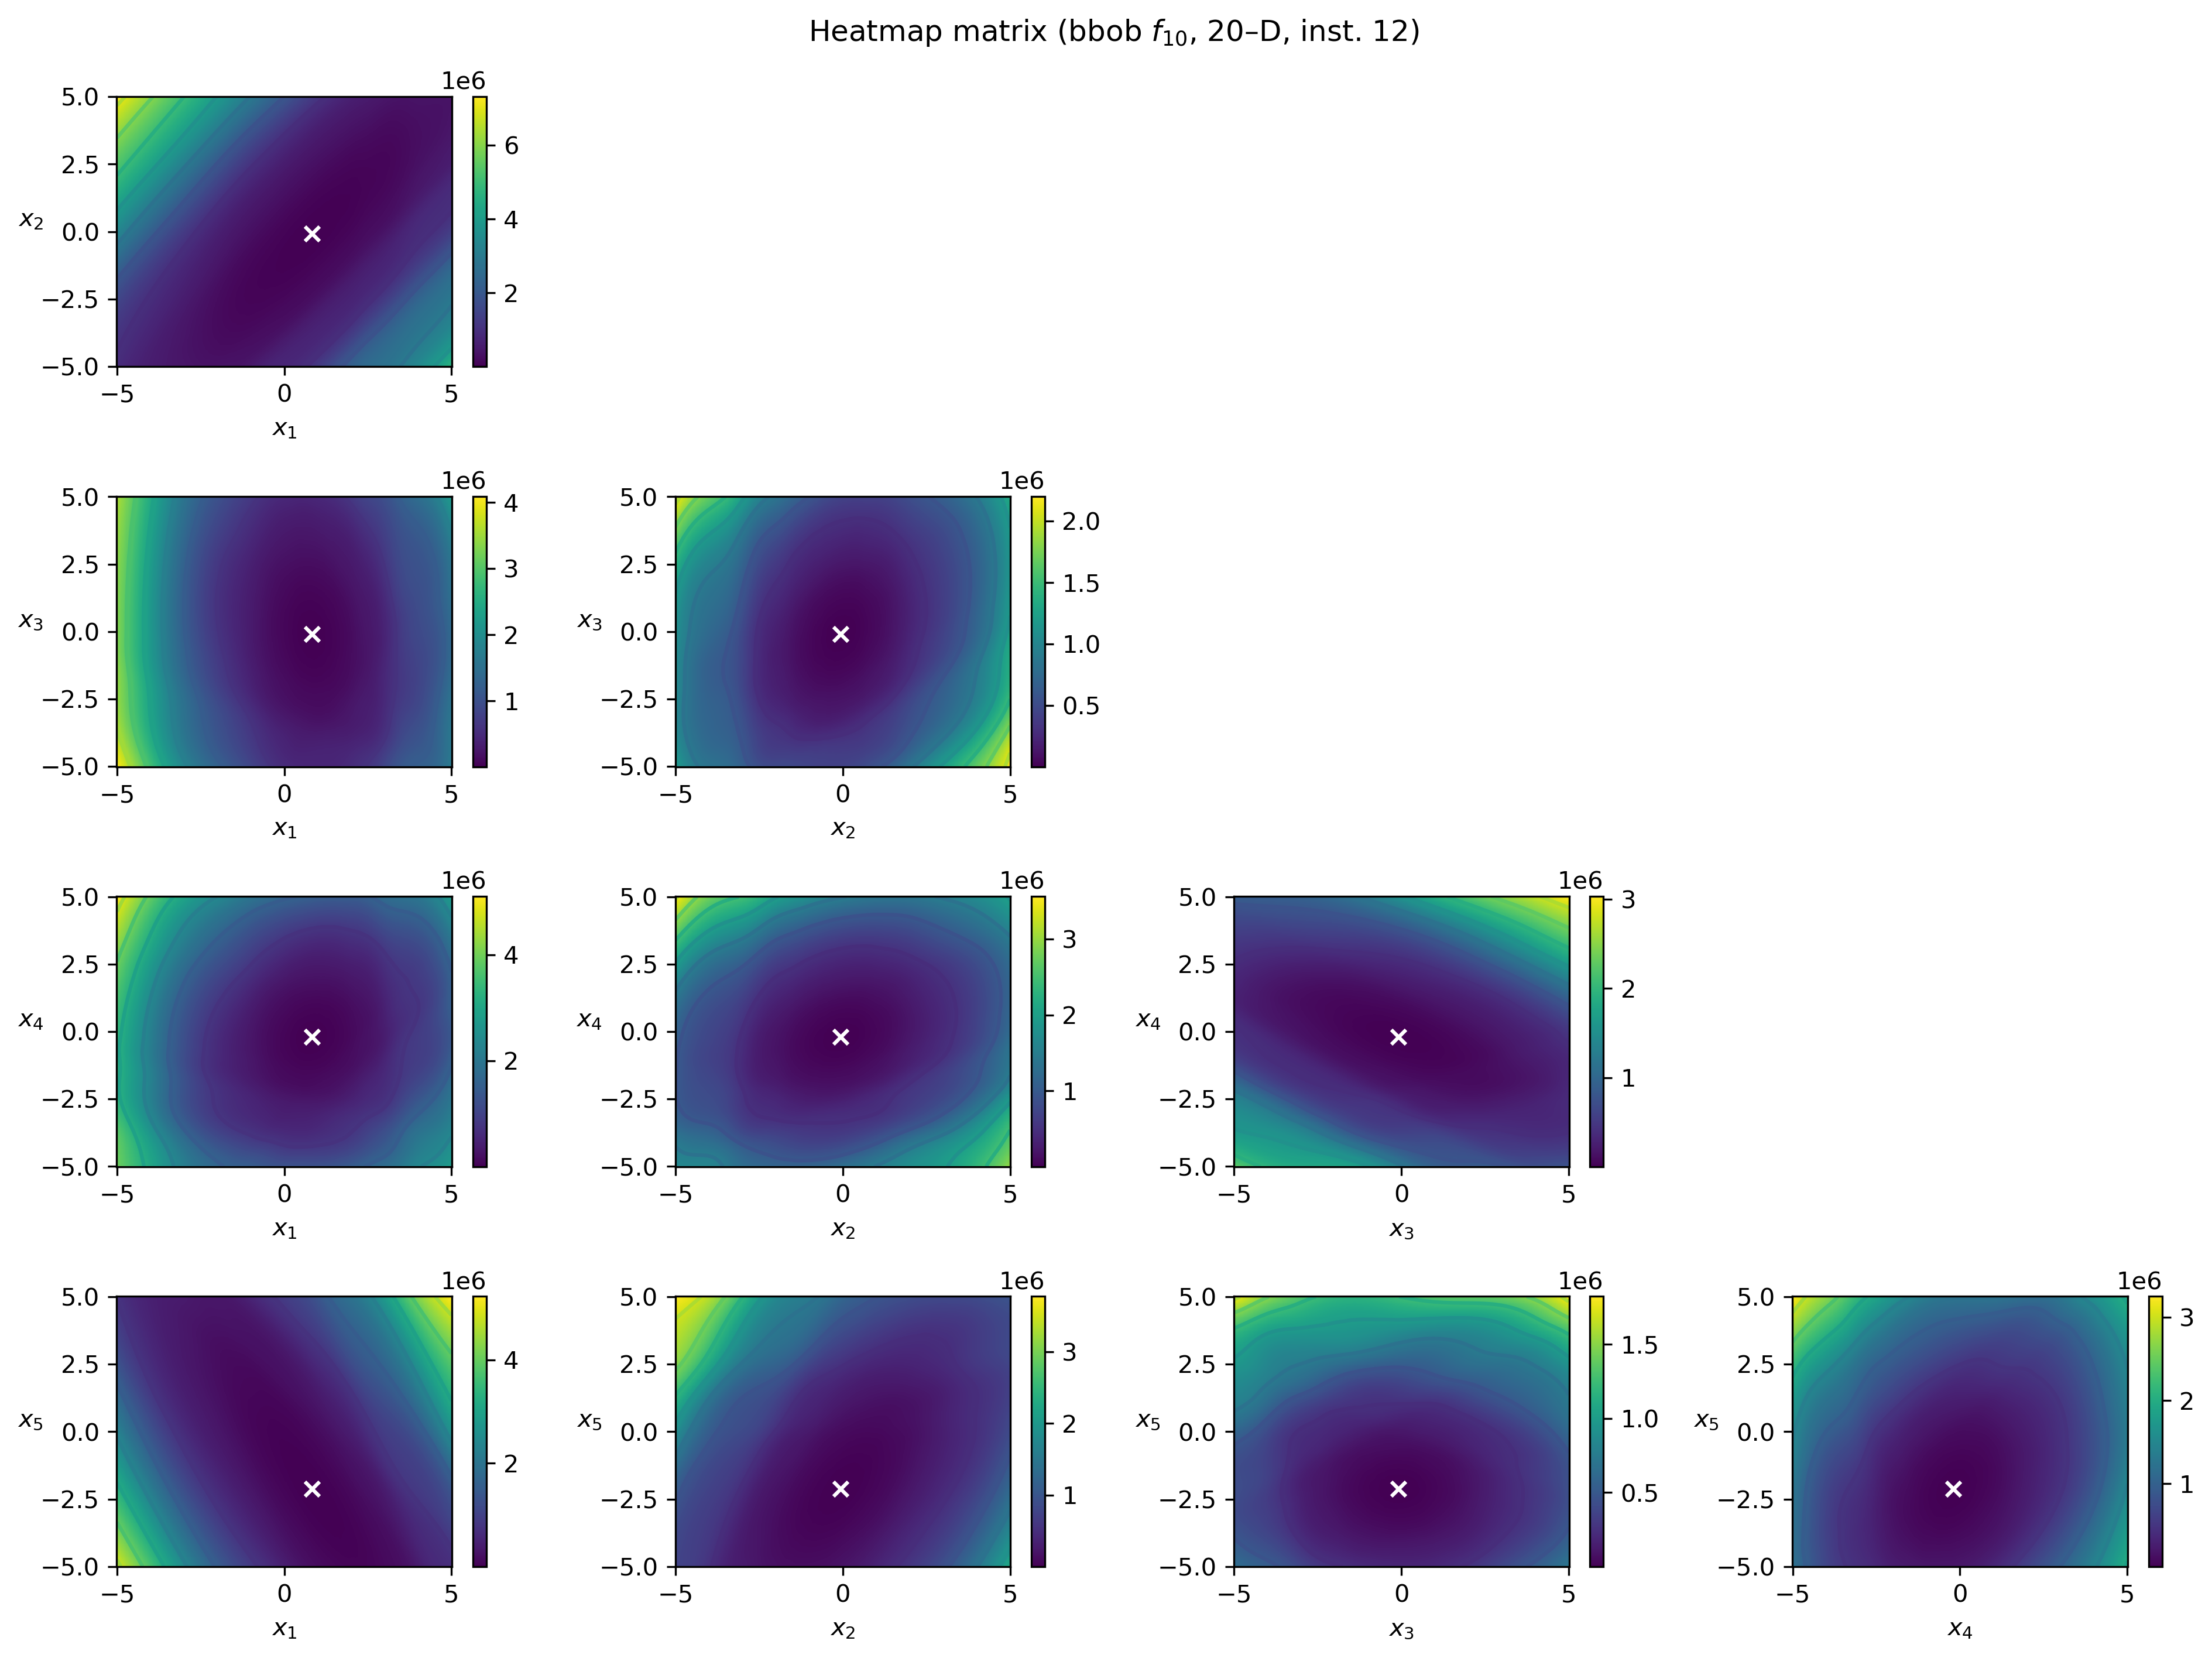 Heatmap matrix (bbob f₁₀, 20–D, inst. 12)
1e6
5.0
2.5
x₂ 0.0
−2.5
−5.0
−5 0 5
x₁
6
4
2
1e6 1e6
5.0
2.5
x₃ 0.0
−2.5
−5.0
−5 0 5
x₁
4
3
2
1
5.0
2.5
x₃ 0.0
−2.5
−5.0
−5 0 5
x₂
2.0
1.5
1.0
0.5
1e6 1e6 1e6
5.0
2.5
x₄ 0.0
−2.5
−5.0
−5 0 5
x₁
4
2
5.0
2.5
x₄ 0.0
−2.5
−5.0
−5 0 5
x₂
3
2
1
5.0
2.5
x₄ 0.0
−2.5
−5.0
−5 0 5
x₃
3
2
1
1e6 1e6 1e6 1e6
5.0
2.5
x₅ 0.0
−2.5
−5.0
−5 0 5
x₁
4
2
5.0
2.5
x₅ 0.0
−2.5
−5.0
−5 0 5
x₂
3
2
1
5.0
2.5
x₅ 0.0
−2.5
−5.0
−5 0 5
x₃
1.5
1.0
0.5
5.0
2.5
x₅ 0.0
−2.5
−5.0
−5 0 5
x₄
3
2
1